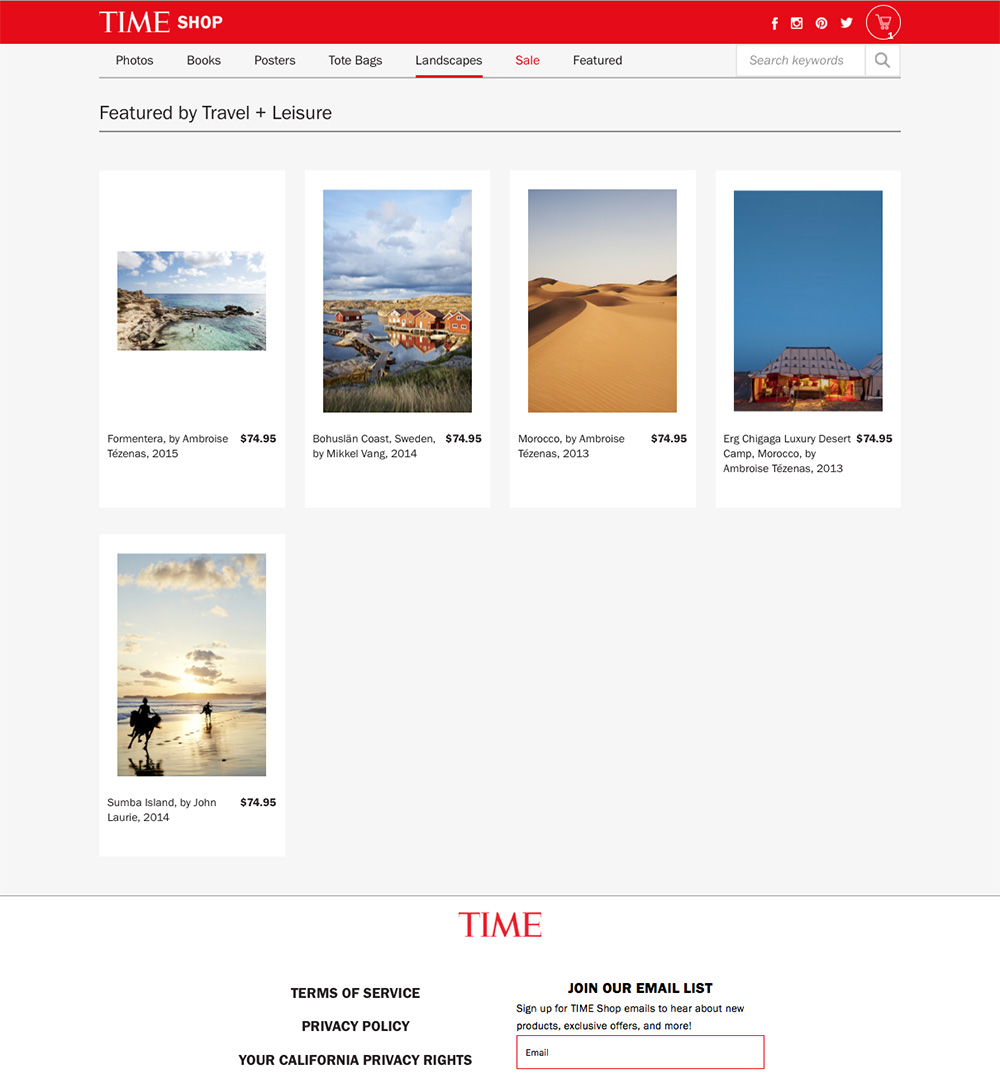 TIME SHOP
1
Photos Books Posters Tote Bags Landscapes Sale Featured Search keywords
Featured by Travel + Leisure
Formentera, by Ambroise $74.95
Tézenas, 2015
Bohuslän Coast, Sweden, $74.95
by Mikkel Vang, 2014
Morocco, by Ambroise $74.95
Tézenas, 2013
Erg Chigaga Luxury Desert $74.95
Camp, Morocco, by
Ambroise Tézenas, 2013
Sumba Island, by John $74.95
Laurie, 2014
TIME
TERMS OF SERVICE
PRIVACY POLICY
YOUR CALIFORNIA PRIVACY RIGHTS
JOIN OUR EMAIL LIST
Sign up for TIME Shop emails to hear about new
products, exclusive offers, and more!
Email